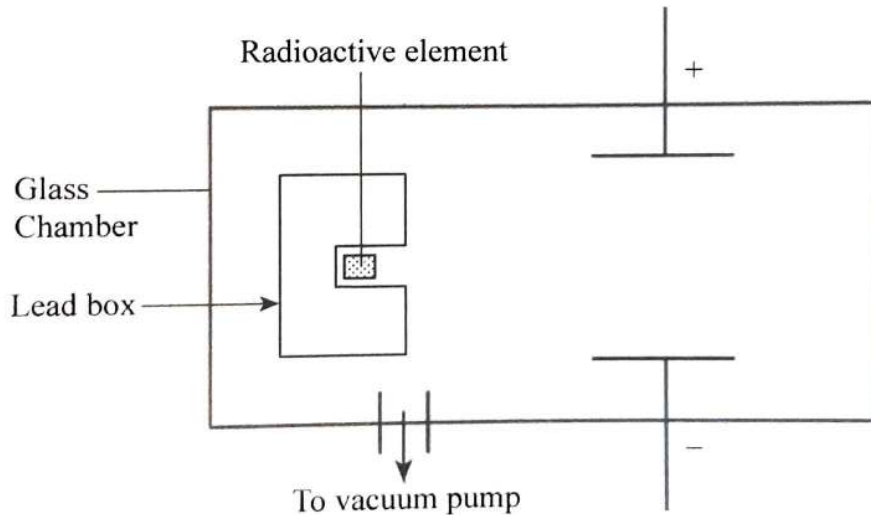 Radioactive element
+
Glass
Chamber
Lead box
–
To vacuum pump